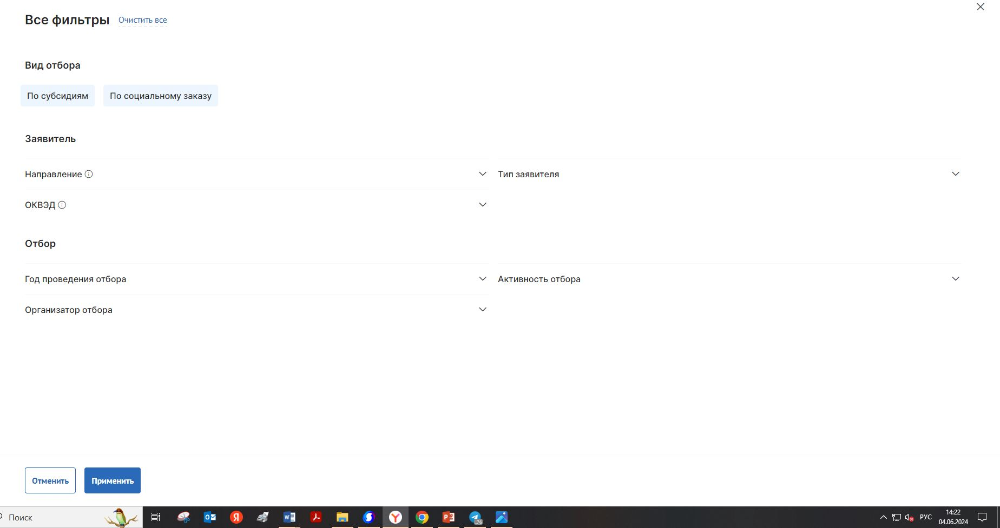 Все фильтры Очистить все
Вид отбора
По субсидиям По социальному заказу
Заявитель
Направление Тип заявителя
ОКВЭД
Отбор
Год проведения отбора Активность отбора
Организатор отбора
Отменить Применить
Поиск РУС 14:22
04.06.2024